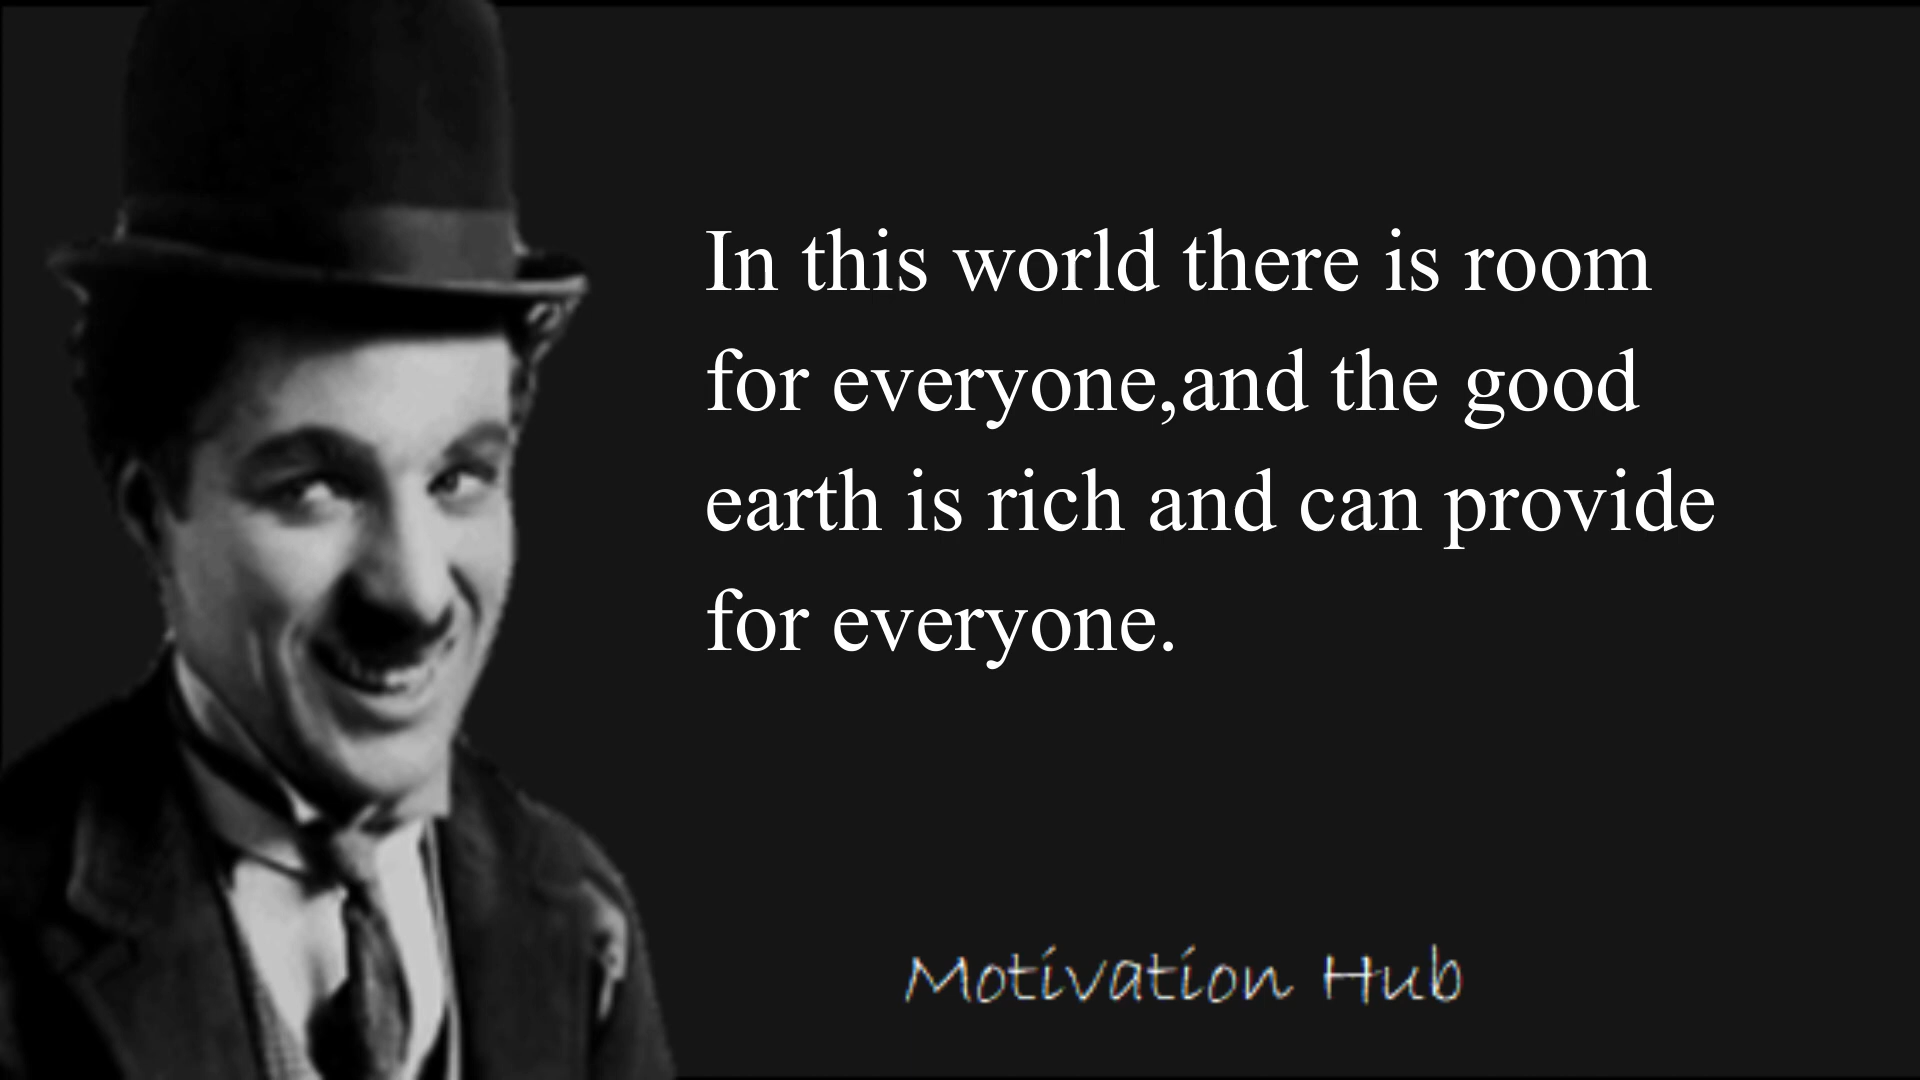 In this world there is room
for everyone,and the good
earth is rich and can provide
for everyone.
Motivation Hub